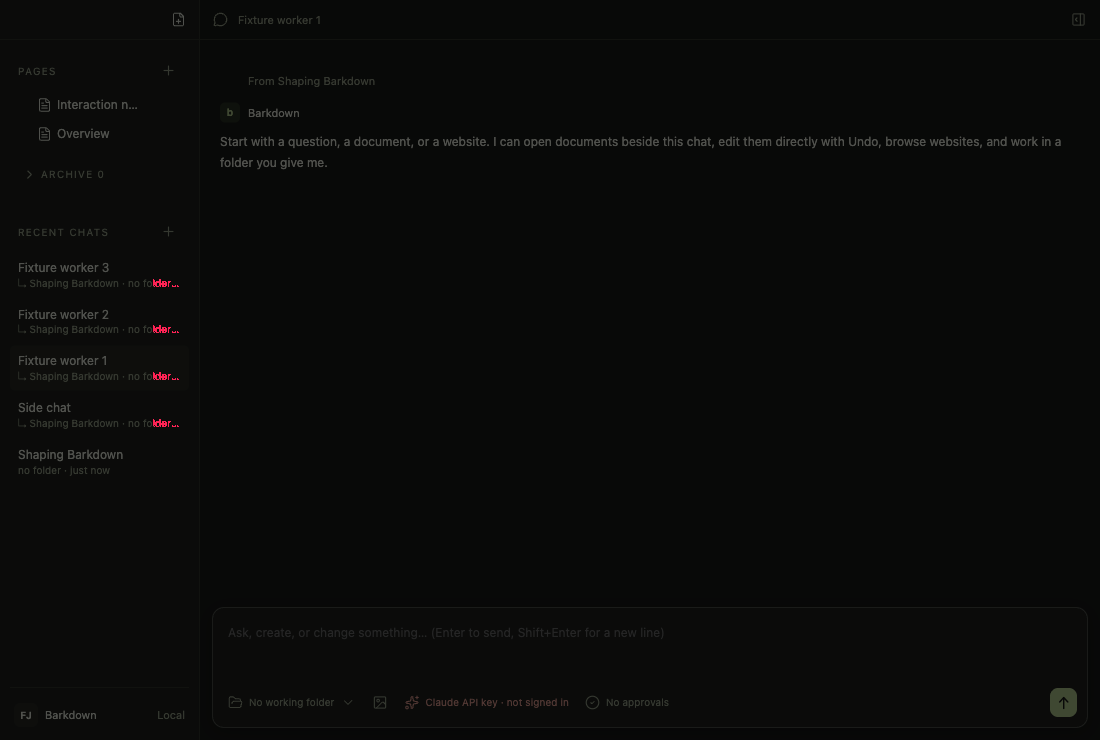 Fixture worker 1
PAGES
Interaction n...
Overview
ARCHIVE 0
RECENT CHATS
Fixture worker 3
Shaping Barkdown · no folder...
Fixture worker 2
Shaping Barkdown · no folder...
Fixture worker 1
Shaping Barkdown · no folder...
Side chat
Shaping Barkdown · no folder...
Shaping Barkdown
no folder · just now
FJ Barkdown Local
From Shaping Barkdown
b Barkdown
Start with a question, a document, or a website. I can open documents beside this chat, edit them directly with Undo, browse websites, and work in a
folder you give me.
Ask, create, or change something... (Enter to send, Shift+Enter for a new line)
No working folder Claude API key · not signed in No approvals